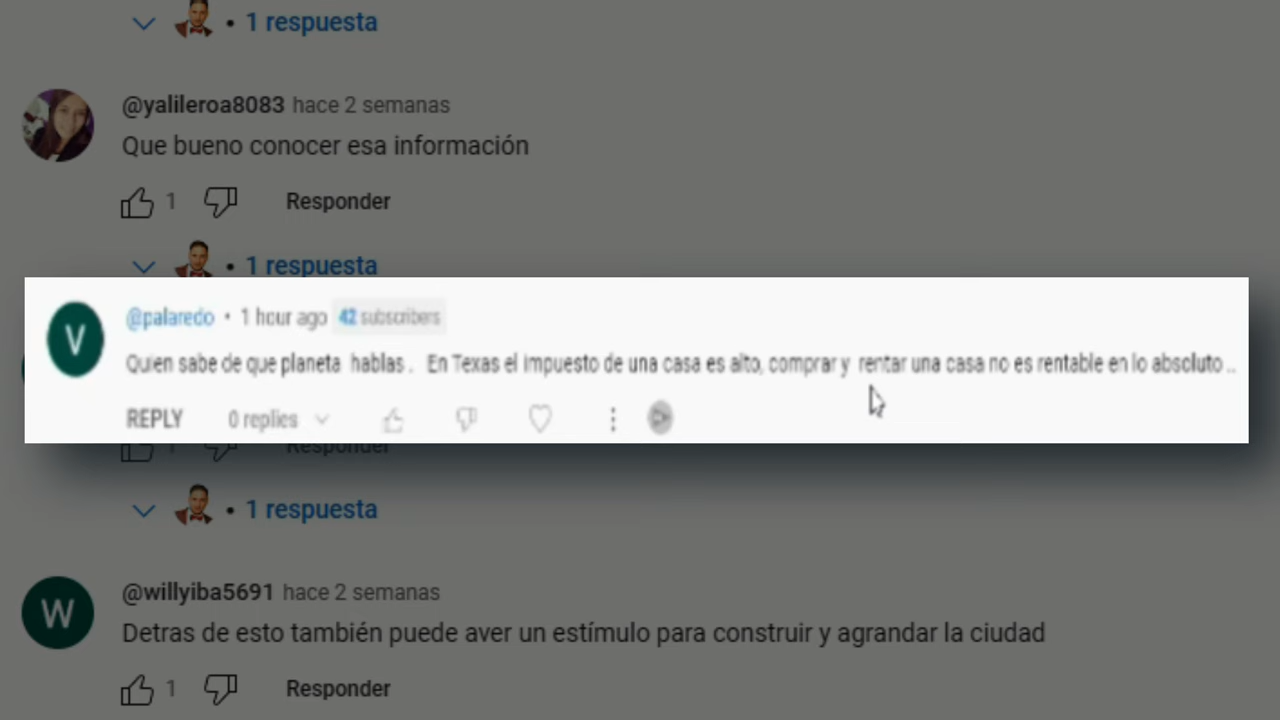 • 1 respuesta
@yalileroa8083 hace 2 semanas
Que bueno conocer esa información
1 Responder
• 1 respuesta
V
@palaredo • 1 hour ago 42 subscribers
Quien sabe de que planeta hablas . En Texas el impuesto de una casa es alto, comprar y rentar una casa no es rentable en lo absoluto ..
REPLY 0 replies
1 Responder
• 1 respuesta
W
@willyiba5691 hace 2 semanas
Detras de esto también puede aver un estímulo para construir y agrandar la ciudad
1 Responder